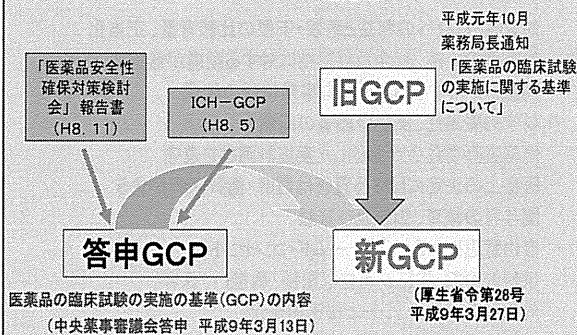 平成元年10月
薬務局長通知
「医薬品の臨床試験
の実施に関する基準
について」
「医薬品安全性
確保対策検討
会」報告書
(H8. 11)
ICH-GCP
(H8. 5)
旧GCP
答申GCP
新GCP
医薬品の臨床試験の実施の基準(GCP)の内容
(中央薬事審議会答申 平成9年3月13日)
(厚生省令第28号
平成9年3月27日)